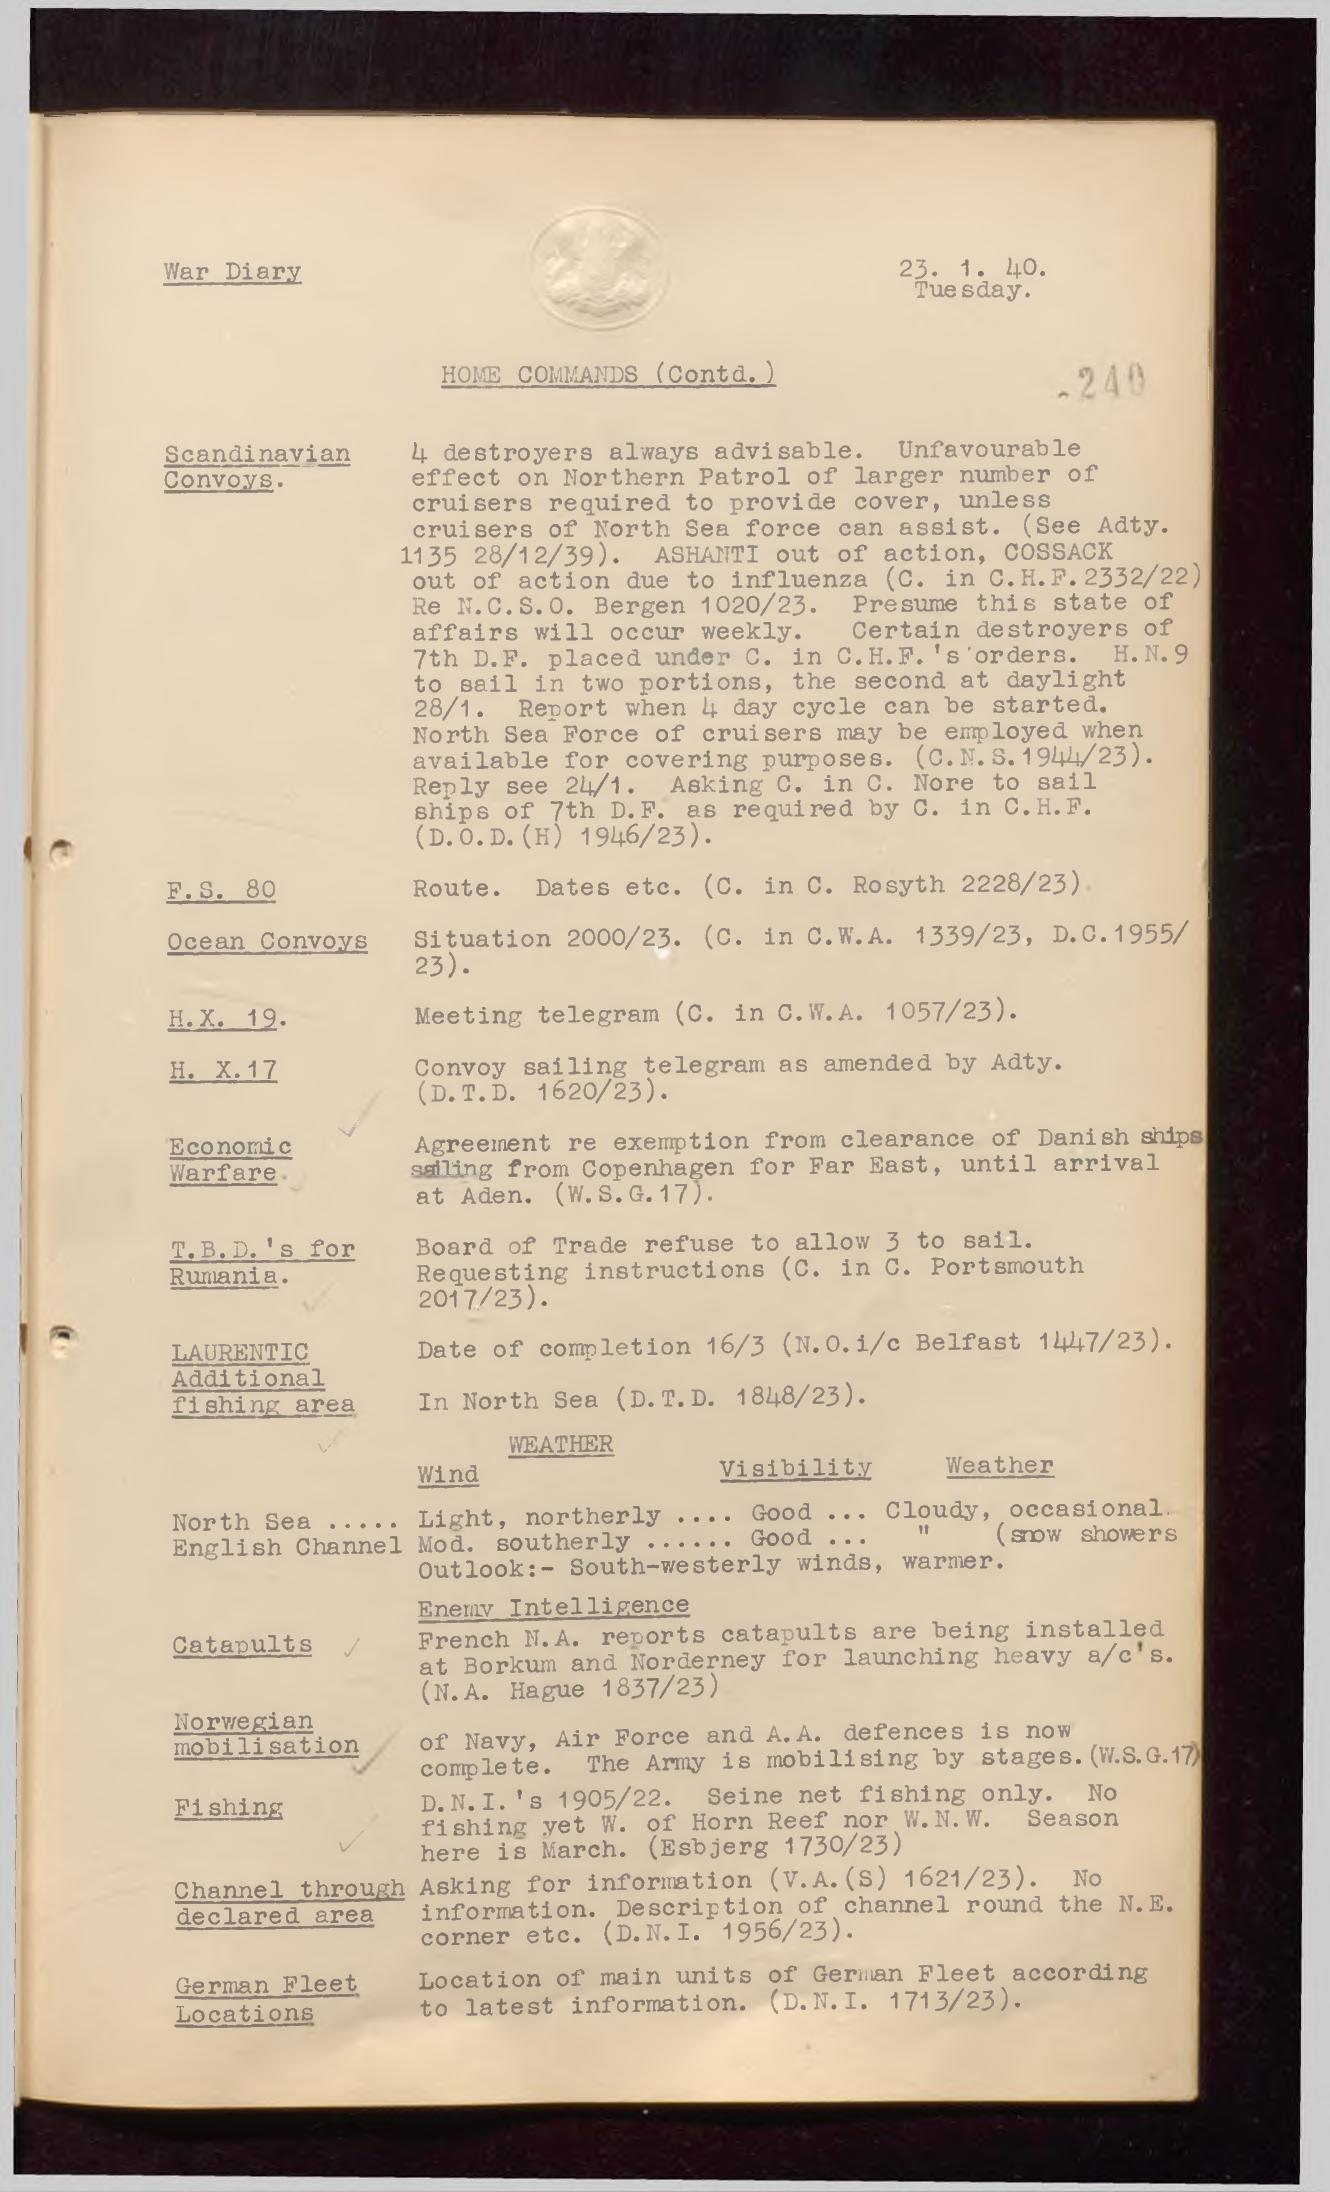 War Diary
23. 1. 40.
Tuesday.
HOME COMMANDS (Contd.)
240
Scandinavian
Convoys.
4 destroyers always advisable. Unfavourable
effect on Northern Patrol of larger number of
cruisers required to provide cover, unless
cruisers of North Sea force can assist. (See Adty.
1135 28/12/39). ASHANTI out of action, COSSACK
out of action due to influenza (C. in C.H.F.2332/22)
Re N.C.S.O. Bergen 1020/23. Presume this state of
affairs will occur weekly. Certain destroyers of
7th D.F. placed under C. in C.H.F.'s orders. H.N.9
to sail in two portions, the second at daylight
28/1. Report when 4 day cycle can be started.
North Sea Force of cruisers may be employed when
available for covering purposes. (C.N.S.1944/23).
Reply see 24/1. Asking C. in C. Nore to sail
ships of 7th D.F. as required by C. in C.H.F.
(D.O.D.(H) 1946/23).
F.S. 80
Route. Dates etc. (C. in C. Rosyth 2228/23)
Ocean Convoys
Situation 2000/23. (C. in C.W.A. 1339/23, D.C.1955/
23).
H.X. 19.
Meeting telegram (C. in C.W.A. 1057/23).
H. X.17
Convoy sailing telegram as amended by Adty.
(D.T.D. 1620/23).
Economic
Warfare.
Agreement re exemption from clearance of Danish ships
sailing from Copenhagen for Far East, until arrival
at Aden. (W.S.G.17).
T.B.D.'s for
Rumania.
Board of Trade refuse to allow 3 to sail.
Requesting instructions (C. in C. Portsmouth
2017/23).
LAURENTIC
Date of completion 16/3 (N.O.i/c Belfast 1447/23).
Additional
fishing area
In North Sea (D.T.D. 1848/23).
WEATHER
Wind Visibility Weather
North Sea ..... Light, northerly .... Good ... Cloudy, occasional
English Channel Mod. southerly ...... Good ... " (snow showers
Outlook:- South-westerly winds, warmer.
Enemy Intelligence
Catapults
French N.A. reports catapults are being installed
at Borkum and Norderney for launching heavy a/c's.
(N.A. Hague 1837/23)
Norwegian
mobilisation
of Navy, Air Force and A.A. defences is now
complete. The Army is mobilising by stages.(W.S.G.17)
Fishing
D.N.I.'s 1905/22. Seine net fishing only. No
fishing yet W. of Horn Reef nor W.N.W. Season
here is March. (Esbjerg 1730/23)
Channel through
declared area
Asking for information (V.A.(S) 1621/23). No
information. Description of channel round the N.E.
corner etc. (D.N.I. 1956/23).
German Fleet
Locations
Location of main units of German Fleet according
to latest information. (D.N.I. 1713/23).